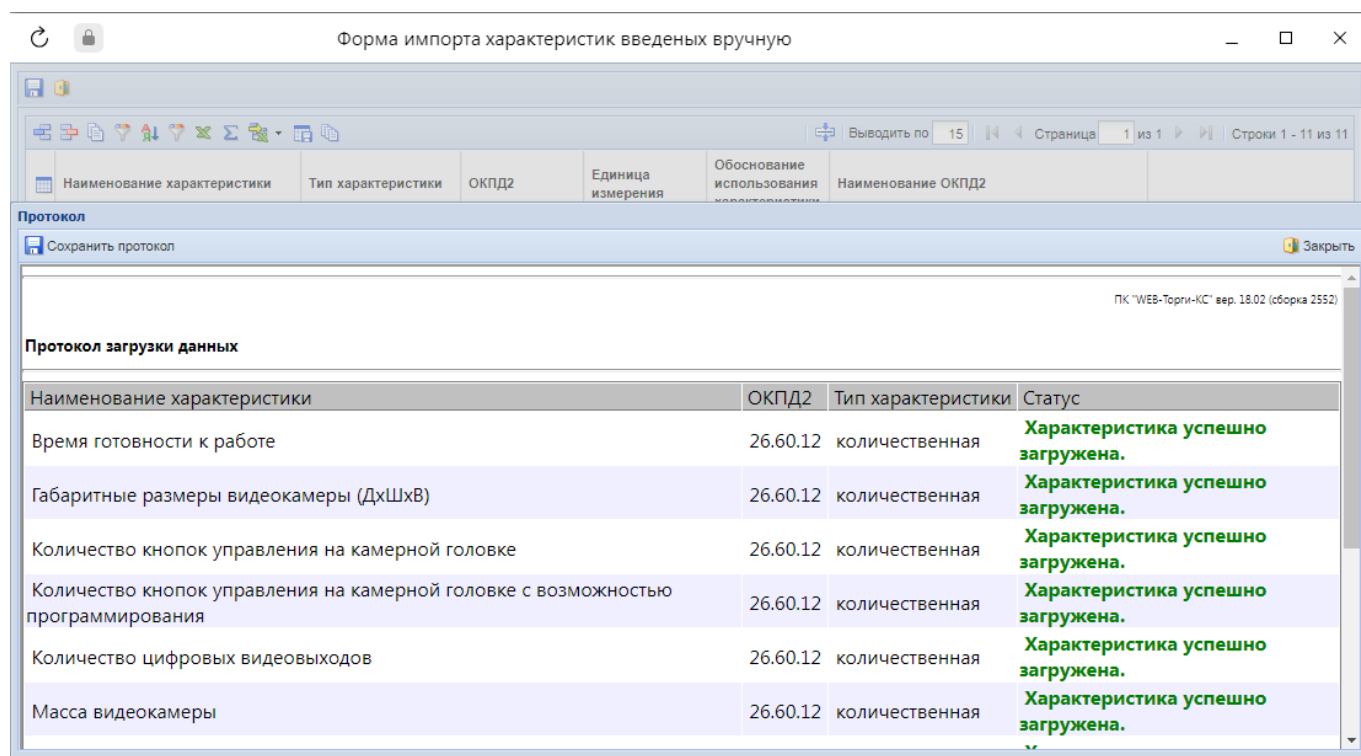 Форма импорта характеристик введеных вручную
Выводить по 15 Страница 1 из 1 Строки 1 - 11 из 11
Наименование характеристики Тип характеристики ОКПД2 Единица измерения Обоснование использования характеристики Наименование ОКПД2
Протокол
Сохранить протокол Закрыть
ПК "WEB-Торги-КС" вер. 18.02 (сборка 2552)
Протокол загрузки данных
Наименование характеристики ОКПД2 Тип характеристики Статус
Время готовности к работе 26.60.12 количественная Характеристика успешно
загружена.
Габаритные размеры видеокамеры (ДхШхВ) 26.60.12 количественная Характеристика успешно
загружена.
Количество кнопок управления на камерной головке 26.60.12 количественная Характеристика успешно
загружена.
Количество кнопок управления на камерной головке с возможностью
программирования 26.60.12 количественная Характеристика успешно
загружена.
Количество цифровых видеовыходов 26.60.12 количественная Характеристика успешно
загружена.
Масса видеокамеры 26.60.12 количественная Характеристика успешно
загружена.